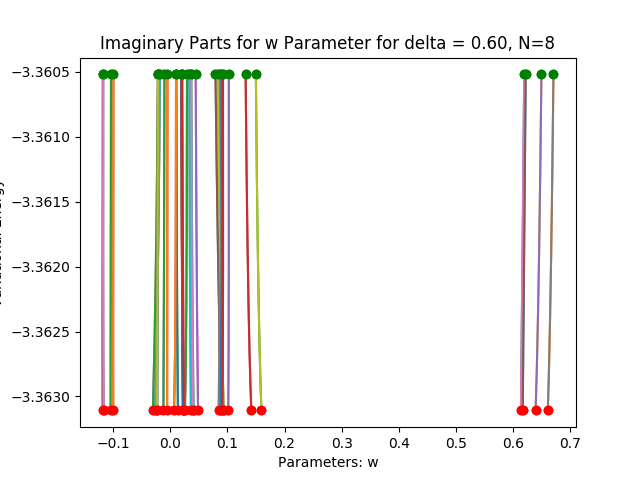 Imaginary Parts for w Parameter for delta = 0.60, N=8
−3.3605
−3.3610
−3.3615
−3.3620
−3.3625
−3.3630
−0.1 0.0 0.1 0.2 0.3 0.4 0.5 0.6 0.7
Parameters: w